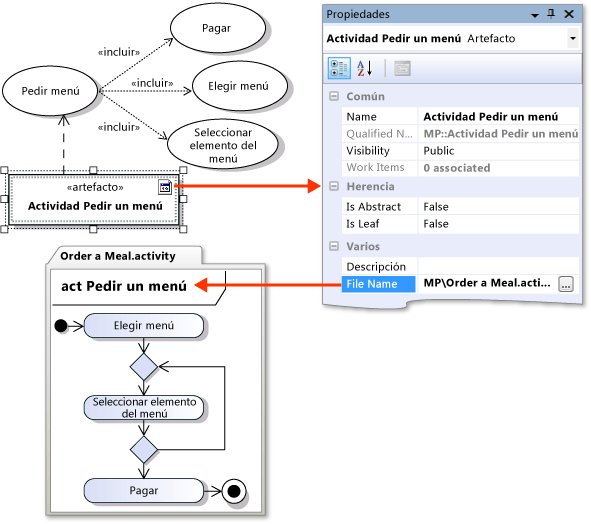 Pagar
«incluir»
Pedir menú
«incluir»
Elegir menú
«incluir»
Seleccionar
elemento del
menú
«artefacto»
Actividad Pedir un menú
Propiedades
Actividad Pedir un menú Artefacto
A
Z
Común
Name Actividad Pedir un menú
Qualified N... MP::Actividad Pedir un menú
Visibility Public
Work Items 0 associated
Herencia
Is Abstract False
Is Leaf False
Varios
Descripción
File Name MP\Order a Meal.acti... ...
Order a Meal.activity
act Pedir un menú
Elegir menú
Seleccionar elemento
del menú
Pagar